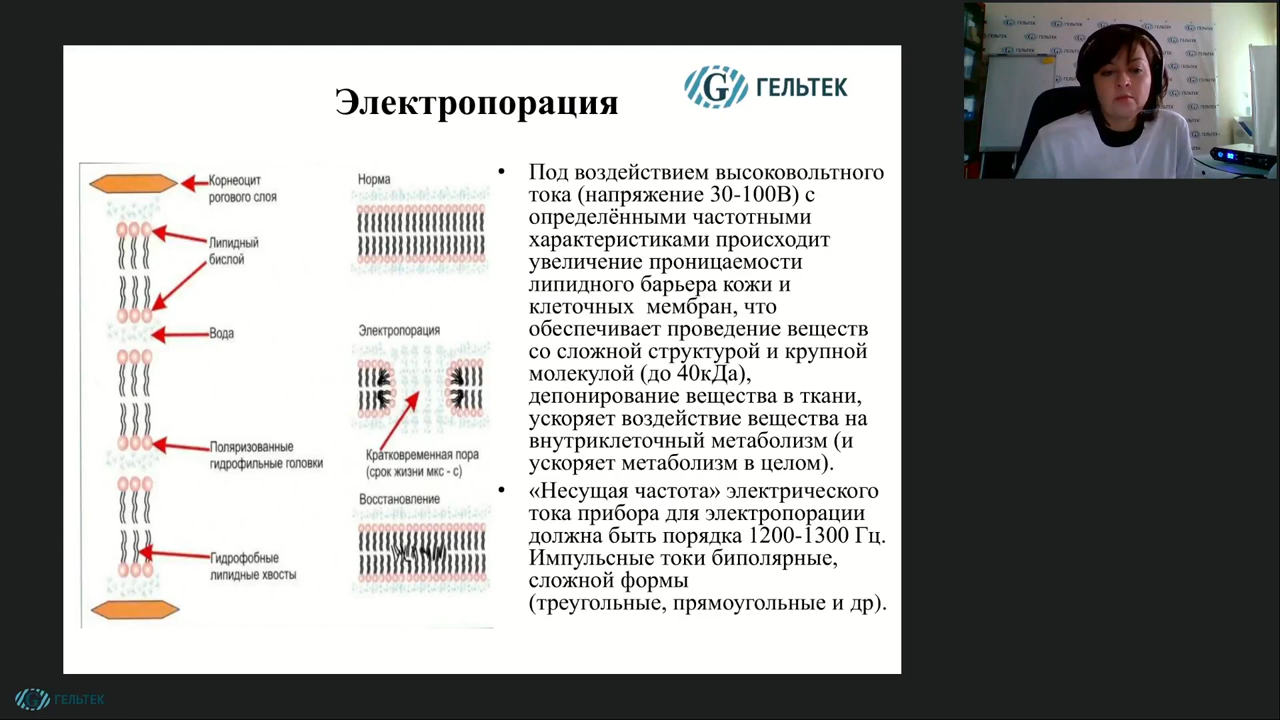 Электропорация
G ГЕЛЬТЕК
Корнеоцит
рогового слоя
Липидный
бислой
Вода
Поляризованные
гидрофильные головки
Гидрофобные
липидные хвосты
Норма
Электропорация
Кратковременная пора
(срок жизни мкс - с)
Восстановление
• Под воздействием высоковольтного
тока (напряжение 30-100В) с
определёнными частотными
характеристиками происходит
увеличение проницаемости
липидного барьера кожи и
клеточных мембран, что
обеспечивает проведение веществ
со сложной структурой и крупной
молекулой (до 40кДа),
депонирование вещества в ткани,
ускоряет воздействие вещества на
внутриклеточный метаболизм (и
ускоряет метаболизм в целом).
• «Несущая частота» электрического
тока прибора для электропорации
должна быть порядка 1200-1300 Гц.
Импульсные токи биполярные,
сложной формы
(треугольные, прямоугольные и др).
G ГЕЛЬТЕК